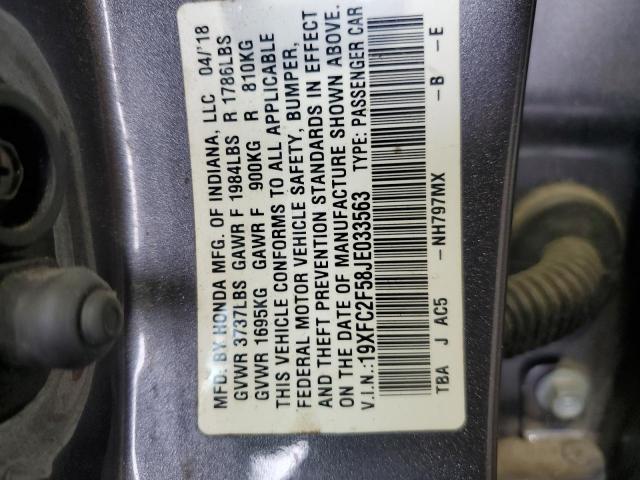 MFD. BY HONDA MFG. OF INDIANA, LLC 04/'18
GVWR 3737LBS GAWR F 1984LBS R 1786LBS
GVWR 1695KG GAWR F 900KG R 810KG
THIS VEHICLE CONFORMS TO ALL APPLICABLE
FEDERAL MOTOR VEHICLE SAFETY, BUMPER,
AND THEFT PREVENTION STANDARDS IN EFFECT
ON THE DATE OF MANUFACTURE SHOWN ABOVE.
V.I.N.:19XFC2F58JE033563 TYPE: PASSENGER CAR
TBA J AC5 -NH797MX -B -E